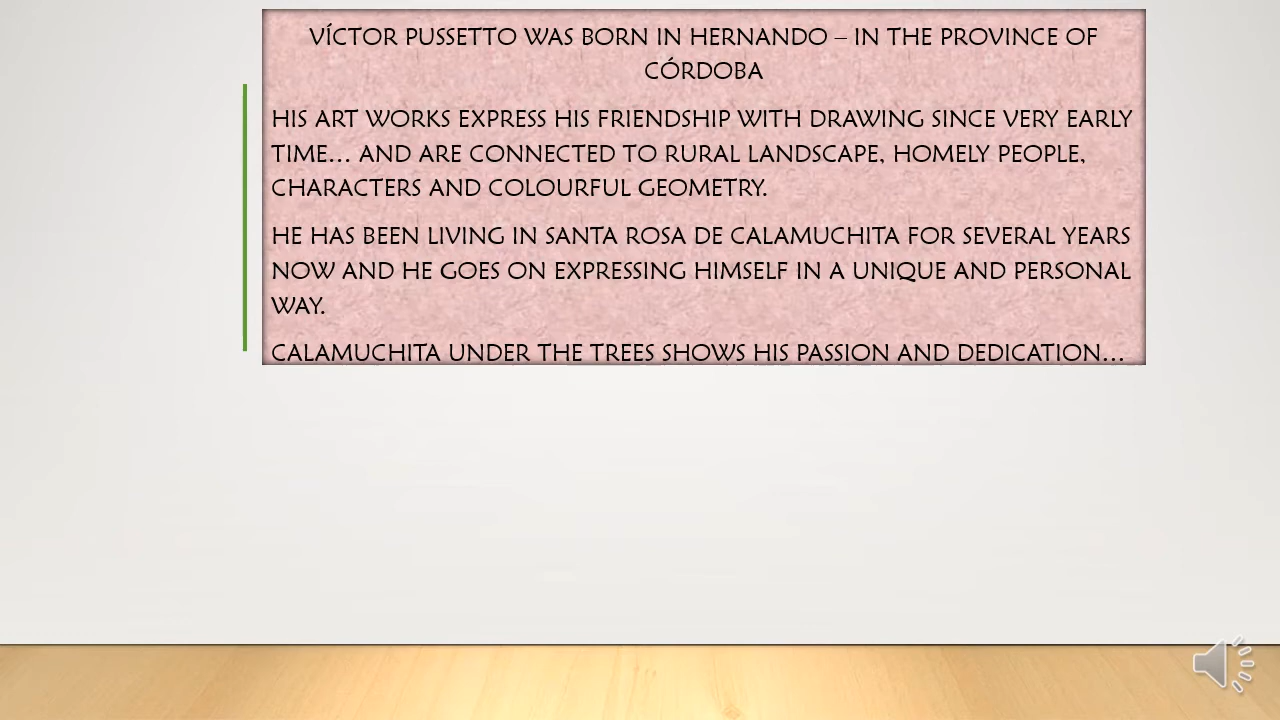 VÍCTOR PUSSETTO WAS BORN IN HERNANDO – IN THE PROVINCE OF
CÓRDOBA
HIS ART WORKS EXPRESS HIS FRIENDSHIP WITH DRAWING SINCE VERY EARLY
TIME... AND ARE CONNECTED TO RURAL LANDSCAPE, HOMELY PEOPLE,
CHARACTERS AND COLOURFUL GEOMETRY.
HE HAS BEEN LIVING IN SANTA ROSA DE CALAMUCHITA FOR SEVERAL YEARS
NOW AND HE GOES ON EXPRESSING HIMSELF IN A UNIQUE AND PERSONAL
WAY.
CALAMUCHITA UNDER THE TREES SHOWS HIS PASSION AND DEDICATION...